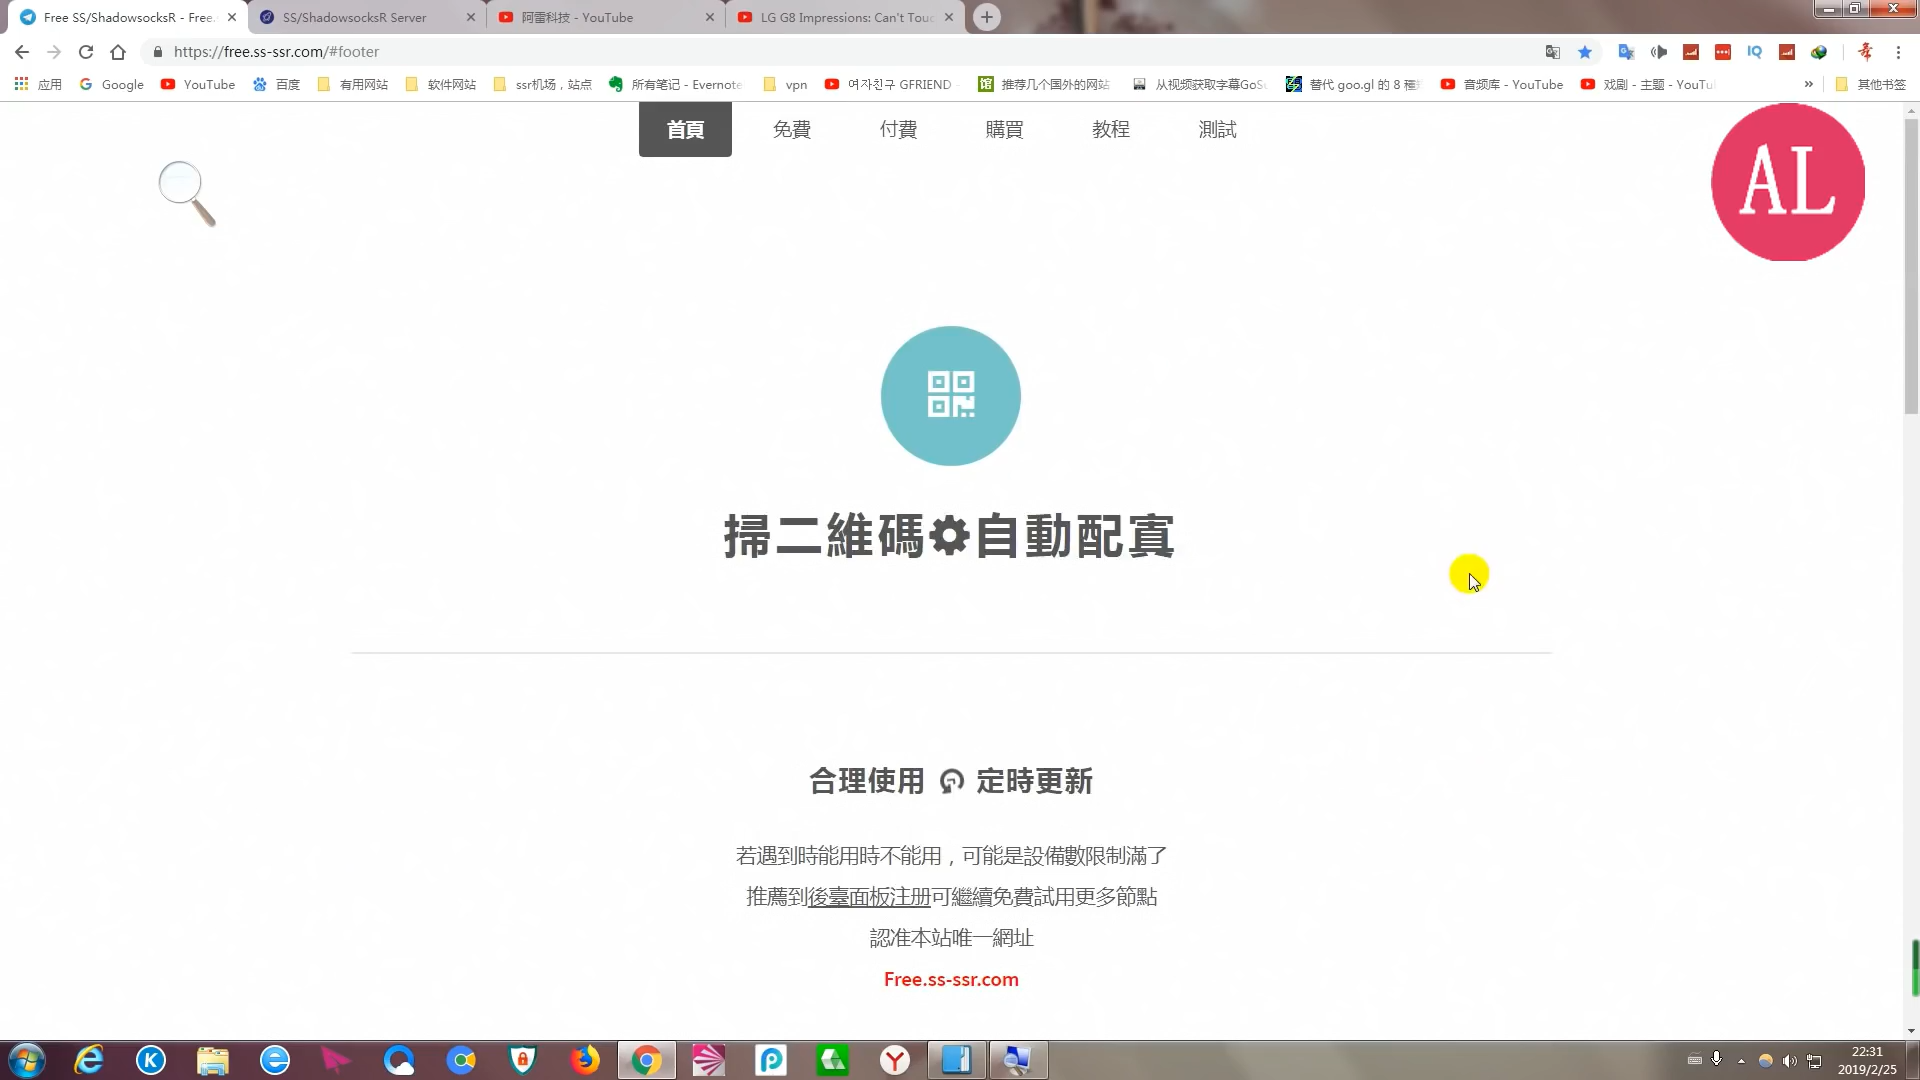 Free SS/ShadowsocksR - Free.
SS/ShadowsocksR Server
阿雷科技 - YouTube
LG G8 Impressions: Can't Touc
https://free.ss-ssr.com/#footer
应用
Google
YouTube
百度
有用网站
软件网站
ssr机场，站点
所有笔记 - Evernote
vpn
여자친구 GFRIEND
推荐几个国外的网站
从视频获取字幕GoSu
替代 goo.gl 的 8 種
音频库 - YouTube
戏剧 - 主题 - YouTu
»
其他书签
首頁
免費
付費
購買
教程
測試
AL
掃二維碼自動配寘
合理使用 定時更新
若遇到時能用時不能用，可能是設備數限制滿了
推薦到後臺面板注册可繼續免費試用更多節點
認准本站唯一網址
Free.ss-ssr.com
22:31
2019/2/25